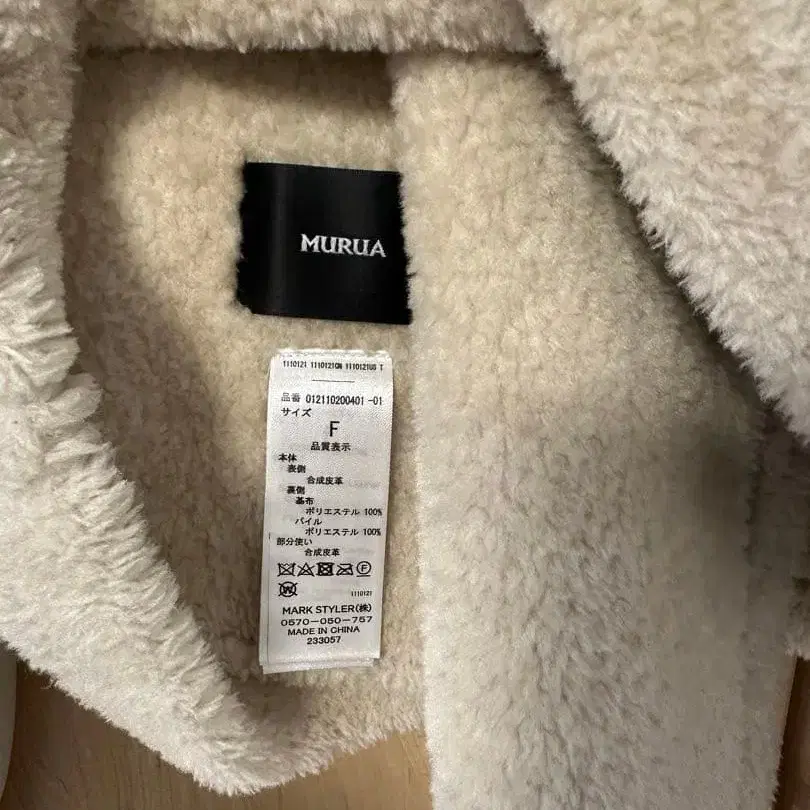 MURUA
1110121 1110121CN 1110121US T
品番 012110200401-01
サイズ
F
品質表示
本体
表側
合成皮革
裏側
基布
ポリエステル 100%
パイル
ポリエステル 100%
部分使い
合成皮革
F
W
1110121
MARK STYLER(株)
0570-050-757
MADE IN CHINA
233057